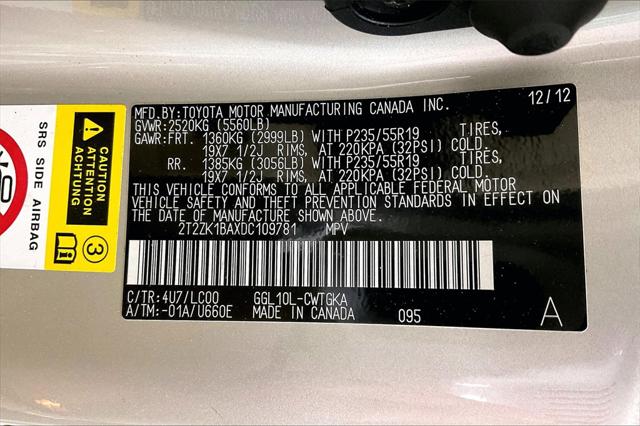 MFD.BY:TOYOTA MOTOR MANUFACTURING CANADA INC. 12/12
GVWR:2520KG (5560LB)
GAWR:FRT. 1360KG (2999LB) WITH P235/55R19 TIRES,
19X7 1/2J RIMS, AT 220KPA (32PSI) COLD.
RR. 1385KG (3056LB) WITH P235/55R19 TIRES,
19X7 1/2J RIMS, AT 220KPA (32PSI) COLD.
THIS VEHICLE CONFORMS TO ALL APPLICABLE FEDERAL MOTOR
VEHICLE SAFETY AND THEFT PREVENTION STANDARDS IN EFFECT ON
THE DATE OF MANUFACTURE SHOWN ABOVE.
2T2ZK1BAXDC109781 MPV
C/TR:4U7/LC00 GGL10L-CWTGKA
A/TM:-01A/U660E MADE IN CANADA 095 A
SRS SIDE AIRBAG
CAUTION
ATTENTION
ACHTUNG
3